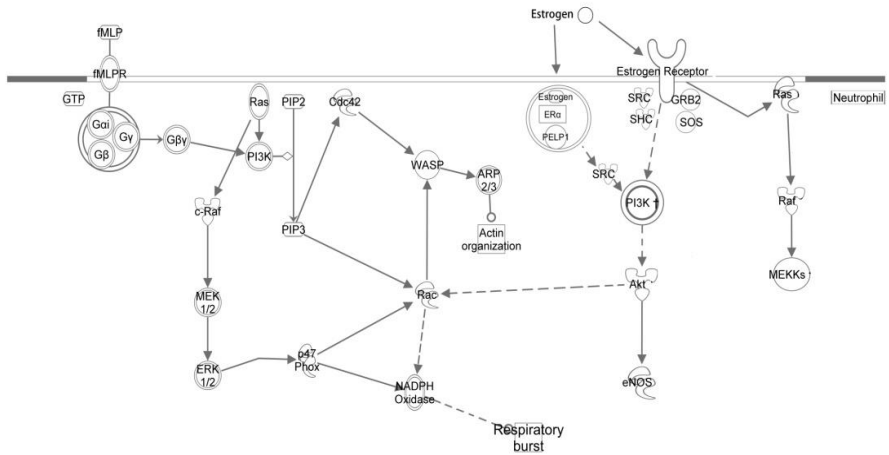 Estrogen
fMLP
fMLPR
Estrogen Receptor
GTP
Ras
PIP2
Cdc42
Estrogen
SRC
GRB2
Ras
Neutrophil
Gαi
Gγ
Gβ
Gβγ
PI3K
ERα
SHC
SOS
PELP1
WASP
ARP
2/3
SRC
c-Raf
PIP3
PI3K †
Raf
Actin
organization
MEKKs
Akt
Rac
MEK
1/2
p47
Phox
ERK
1/2
NADPH
Oxidase
eNOS
Respiratory
burst